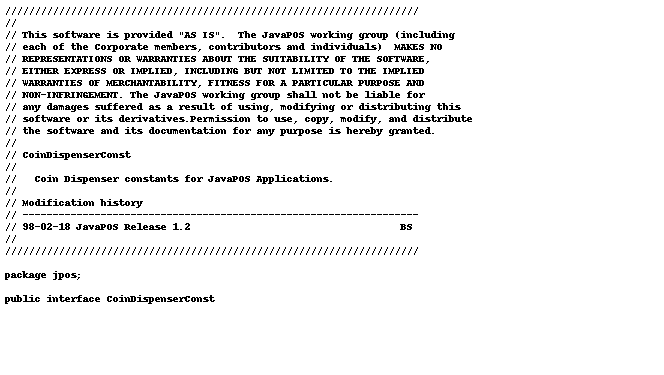 /////////////////////////////////////////////////////////////////////
//
// This software is provided "AS IS".  The JavaPOS working group (including
// each of the Corporate members, contributors and individuals)  MAKES NO
// REPRESENTATIONS OR WARRANTIES ABOUT THE SUITABILITY OF THE SOFTWARE,
// EITHER EXPRESS OR IMPLIED, INCLUDING BUT NOT LIMITED TO THE IMPLIED
// WARRANTIES OF MERCHANTABILITY, FITNESS FOR A PARTICULAR PURPOSE AND
// NON-INFRINGEMENT. The JavaPOS working group shall not be liable for
// any damages suffered as a result of using, modifying or distributing this
// software or its derivatives.Permission to use, copy, modify, and distribute
// the software and its documentation for any purpose is hereby granted.
//
// CoinDispenserConst
//
//   Coin Dispenser constants for JavaPOS Applications.
//
// Modification history
// ------------------------------------------------------------------
// 98-02-18 JavaPOS Release 1.2                                   BS
//
/////////////////////////////////////////////////////////////////////
package jpos;
public interface CoinDispenserConst